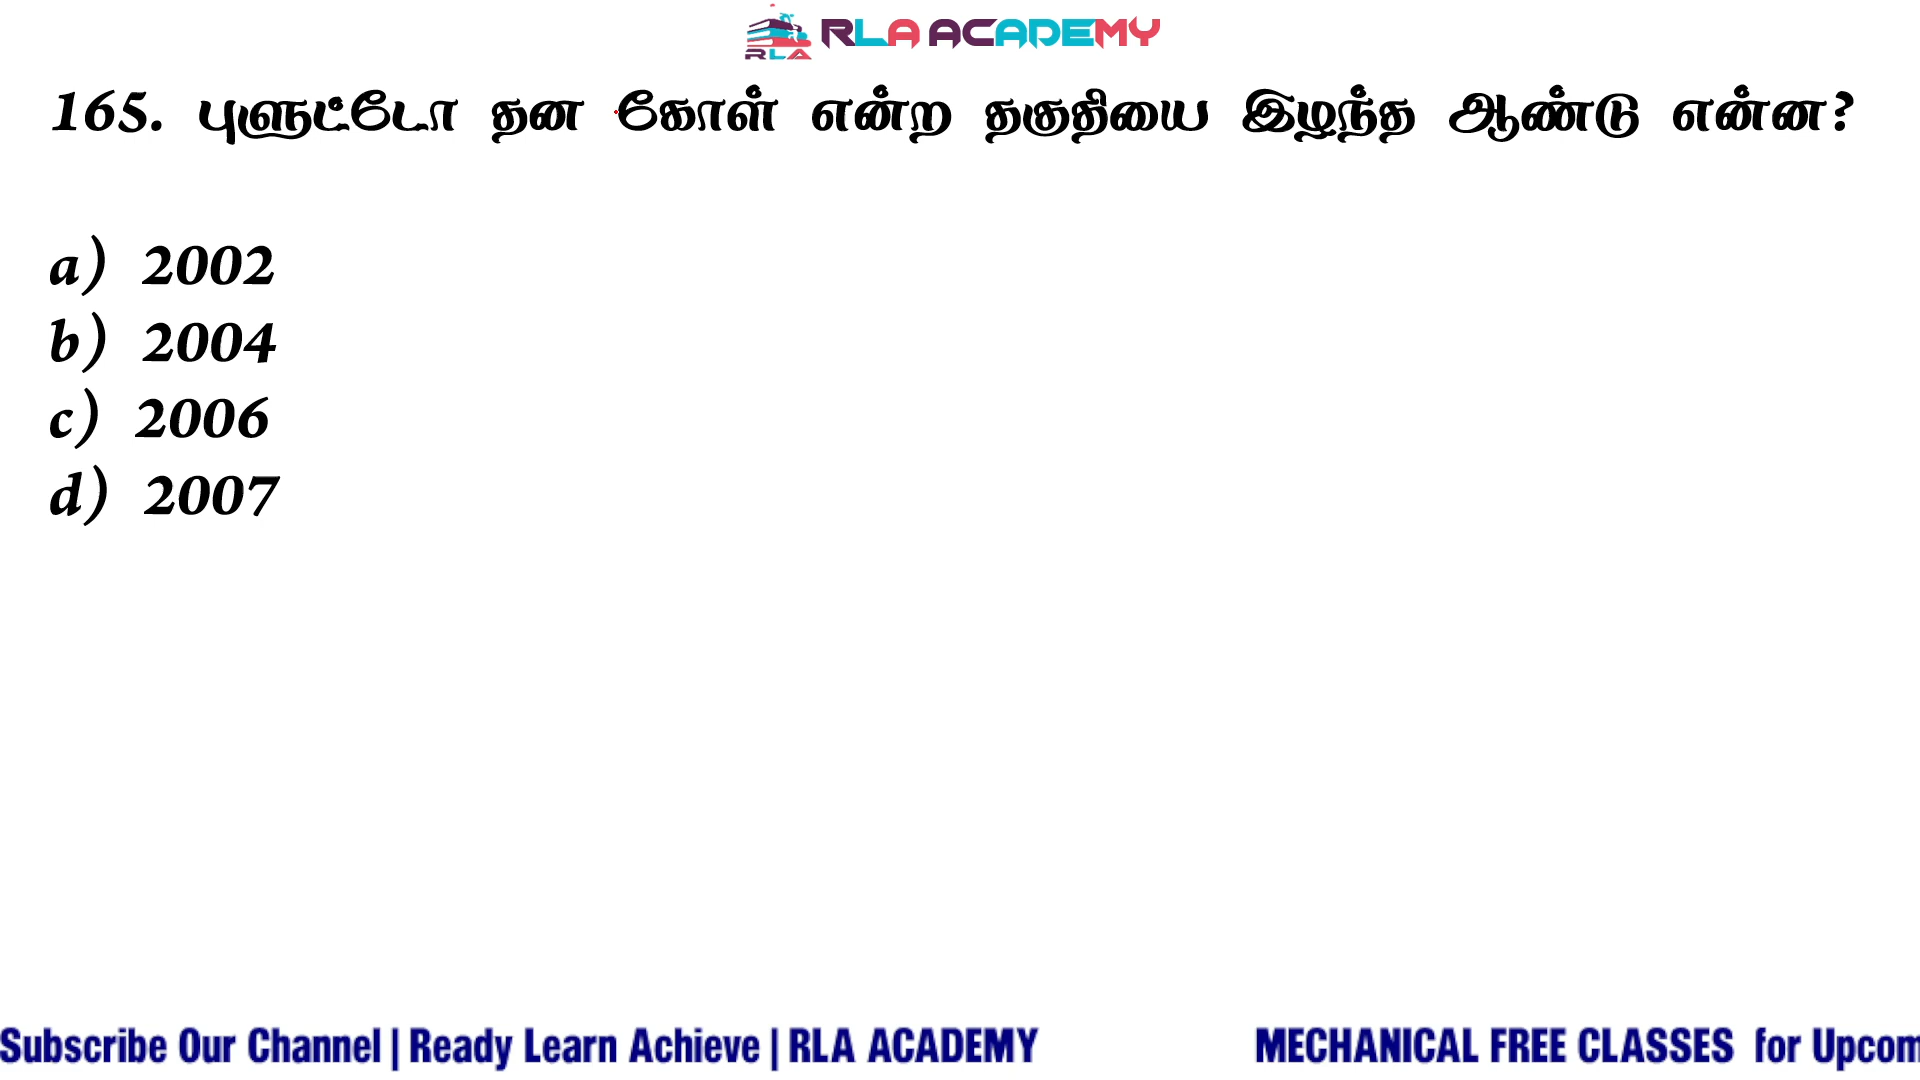 RLA
RLA ACADEMY
165. புளுட்டோ தன கோள் என்ற தகுதியை இழந்த ஆண்டு என்ன?
a) 2002
b) 2004
c) 2006
d) 2007
Subscribe Our Channel | Ready Learn Achieve | RLA ACADEMY MECHANICAL FREE CLASSES for Upcom